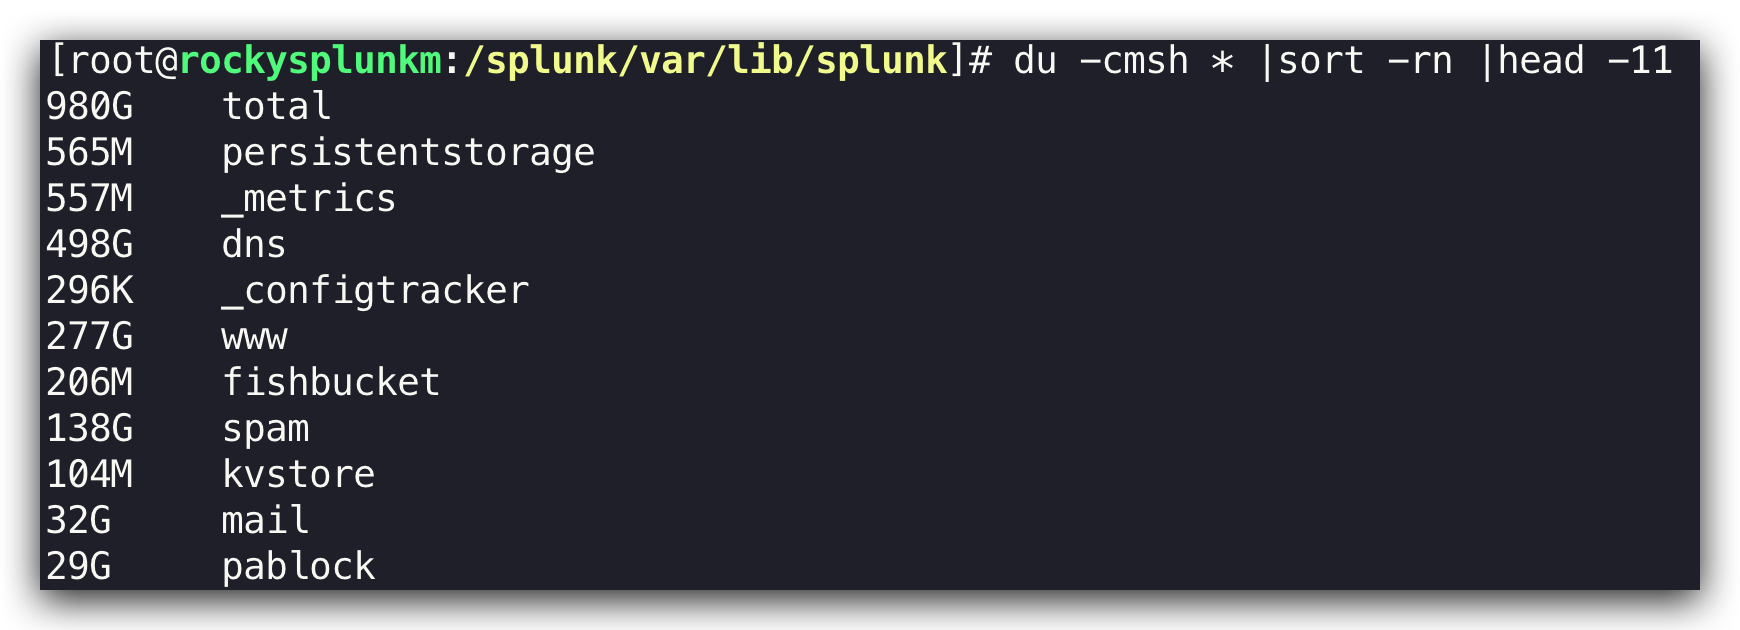 [root@rockysplunkm:/splunk/var/lib/splunk]# du -cmsh * |sort -rn |head -11
980G    total
565M    persistentstorage
557M    _metrics
498G    dns
296K    _configtracker
277G    www
206M    fishbucket
138G    spam
104M    kvstore
32G     mail
29G     pablock